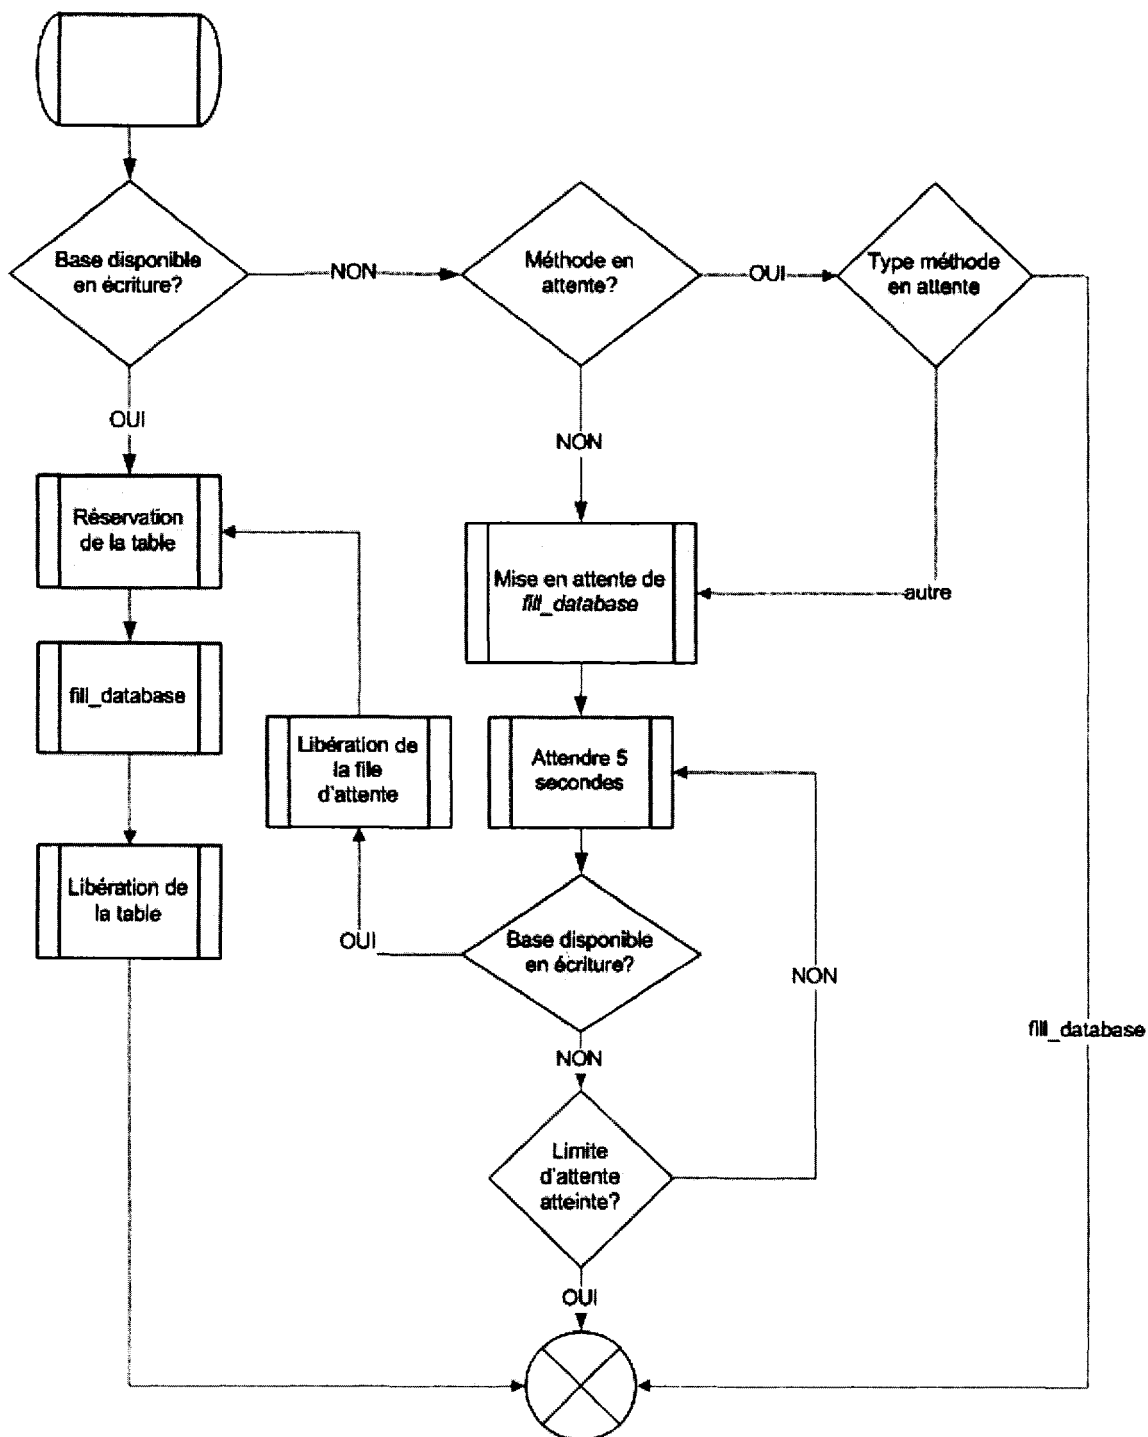 Base disponible
en écriture?
NON
Méthode en
attente?
OUI
Type méthode
en attente
OUI
NON
Réservation
de la table
Mise en attente de
fill_database
autre
fill_database
Libération de
la file
d'attente
Attendre 5
secondes
Libération de
la table
OUI
Base disponible
en écriture?
NON
fill_database
NON
Limite
d'attente
atteinte?
OUI